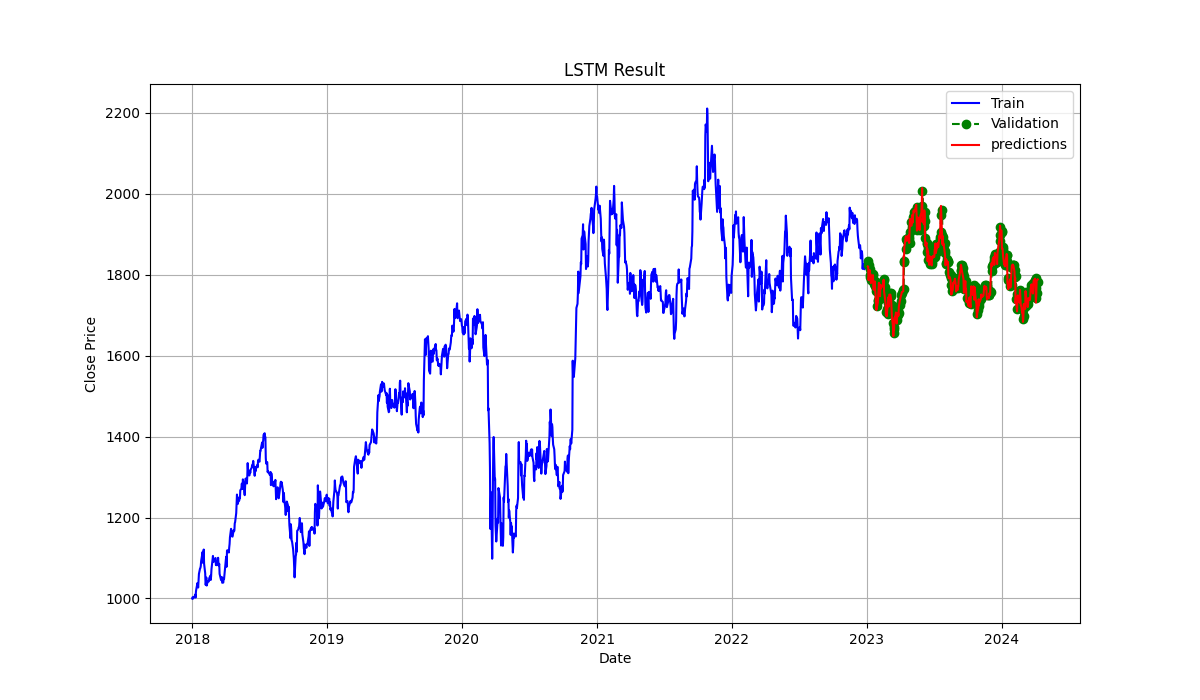 LSTM Result
Train
Validation
predictions
2200
2000
1800
1600
1400
1200
1000
Close Price
2018 2019 2020 2021 2022 2023 2024
Date